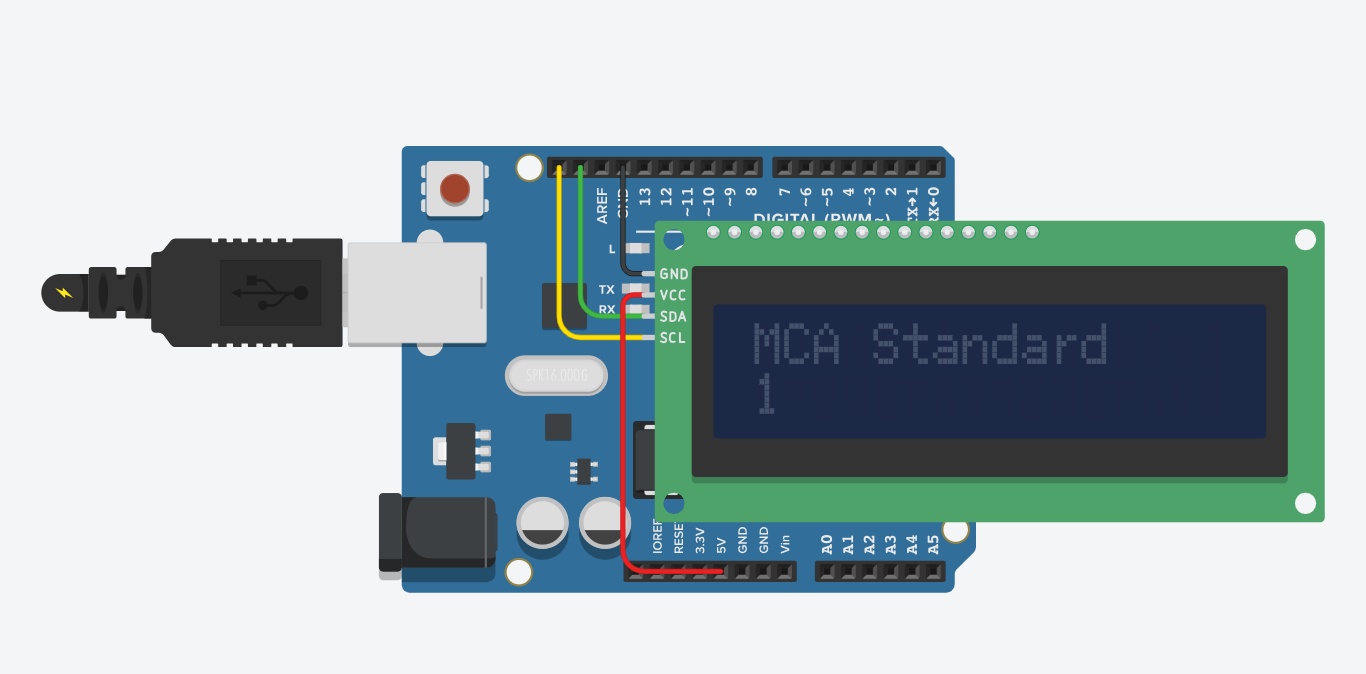 AREF
GND
13
12
~11
~10
~9
8
7
~6
~5
4
~3
2
TX→1
RX←0
DIGITAL (PWM~)
L
TX
RX
GND
VCC
SDA
SCL
MCA Standard
1
SPK16.000G
IOREF
RESE
3.3V
5V
GND
GND
Vin
A0
A1
A2
A3
A4
A5